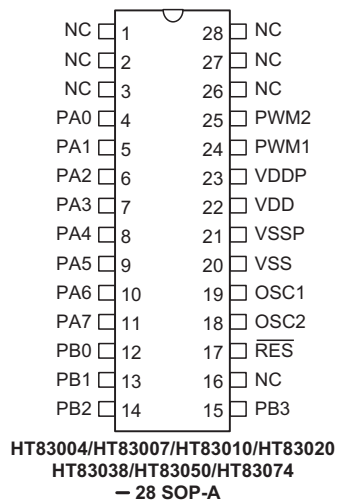 NC 1 28 NC
NC 2 27 NC
NC 3 26 NC
PA0 4 25 PWM2
PA1 5 24 PWM1
PA2 6 23 VDDP
PA3 7 22 VDD
PA4 8 21 VSSP
PA5 9 20 VSS
PA6 10 19 OSC1
PA7 11 18 OSC2
PB0 12 17 RES
PB1 13 16 NC
PB2 14 15 PB3
HT83004/HT83007/HT83010/HT83020
HT83038/HT83050/HT83074
– 28 SOP-A